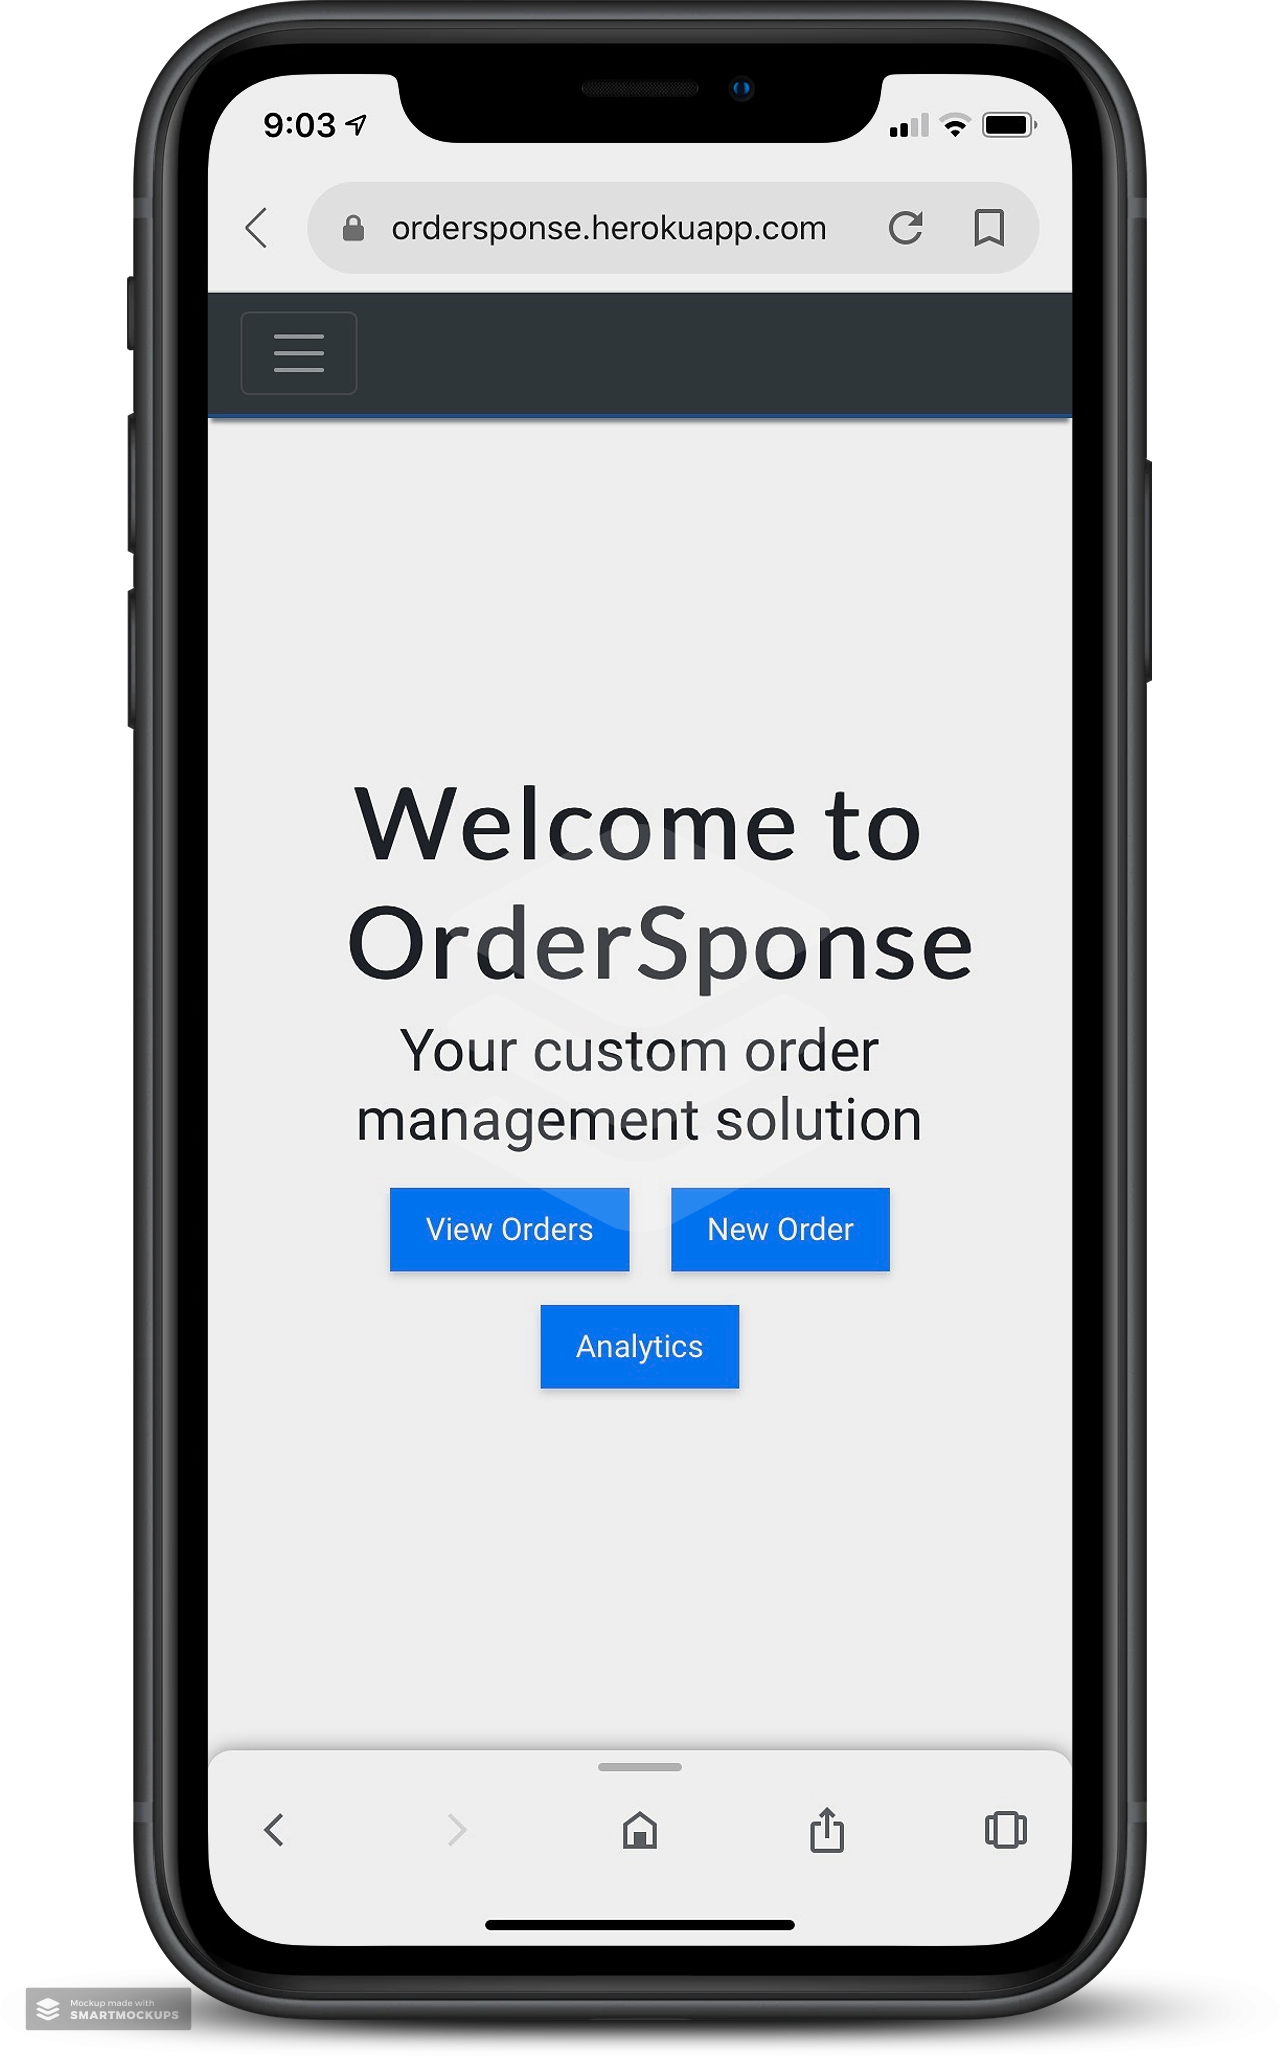 9:03
ordersponse.herokuapp.com
Welcome to
OrderSponse
Your custom order
management solution
View Orders
New Order
Analytics
Mockup made with
SMARTMOCKUPS